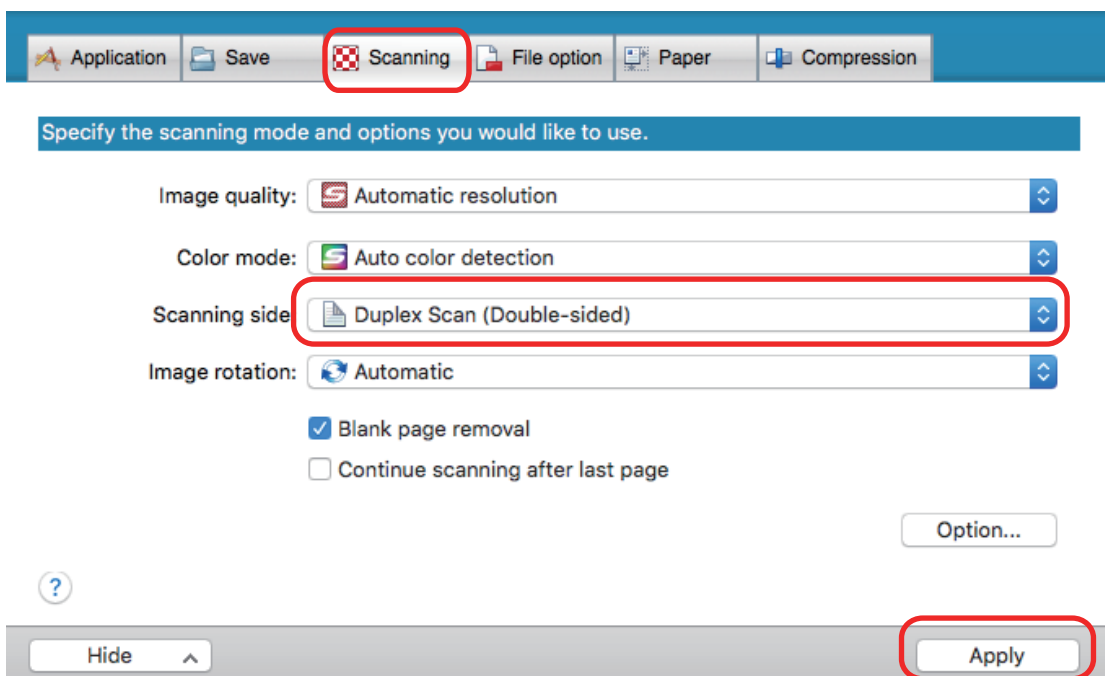 Application Save Scanning File option Paper Compression
Specify the scanning mode and options you would like to use.
Image quality: Automatic resolution
Color mode: Auto color detection
Scanning side Duplex Scan (Double-sided)
Image rotation: Automatic
Blank page removal
Continue scanning after last page
Option...
?
Hide Apply